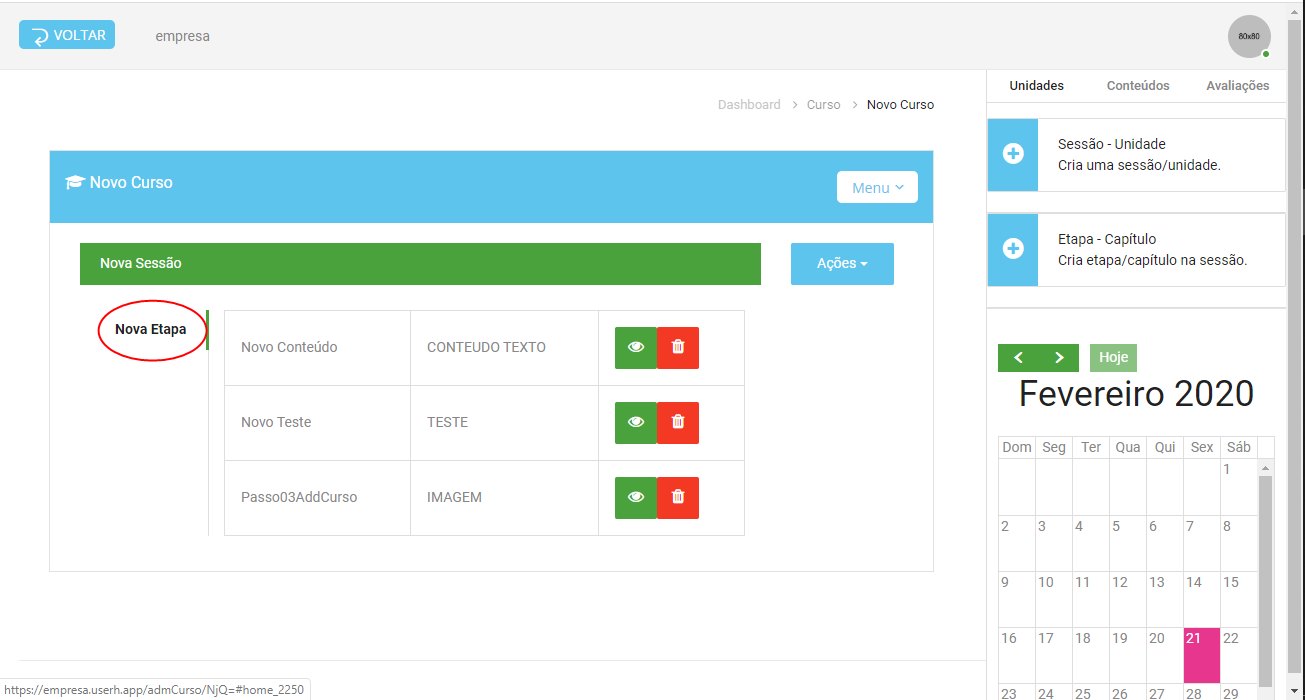 VOLTAR
empresa
80x80
Dashboard > Curso > Novo Curso
Novo Curso
Menu
Nova Sessão
Ações
Nova Etapa
Novo Conteúdo CONTEUDO TEXTO
Novo Teste TESTE
Passo03AddCurso IMAGEM
Unidades Conteúdos Avaliações
Sessão - Unidade
Cria uma sessão/unidade.
Etapa - Capítulo
Cria etapa/capítulo na sessão.
Hoje
Fevereiro 2020
Dom Seg Ter Qua Qui Sex Sáb
1
2 3 4 5 6 7 8
9 10 11 12 13 14 15
16 17 18 19 20 21 22
23 24 25 26 27 28 29
https://empresa.userh.app/admCurso/NjQ=#home_2250